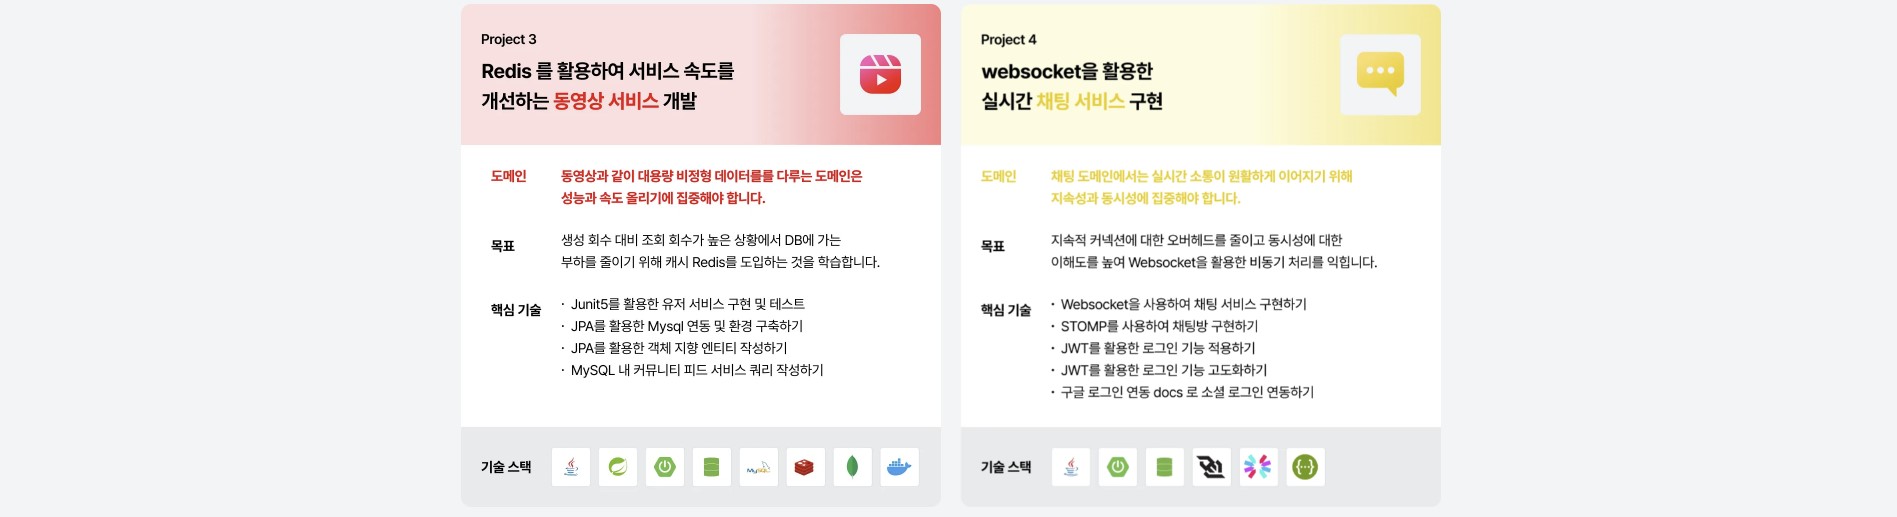 Project 3
Redis 를 활용하여 서비스 속도를
개선하는 동영상 서비스 개발
도메인
동영상과 같이 대용량 비정형 데이터를를 다루는 도메인은
성능과 속도 올리기에 집중해야 합니다.
목표
생성 회수 대비 조회 회수가 높은 상황에서 DB에 가는
부하를 줄이기 위해 캐시 Redis를 도입하는 것을 학습합니다.
핵심 기술
· Junit5를 활용한 유저 서비스 구현 및 테스트
· JPA를 활용한 Mysql 연동 및 환경 구축하기
· JPA를 활용한 객체 지향 엔티티 작성하기
· MySQL 내 커뮤니티 피드 서비스 쿼리 작성하기
기술 스택
MySQL
Project 4
websocket을 활용한
실시간 채팅 서비스 구현
도메인
채팅 도메인에서는 실시간 소통이 원활하게 이어지기 위해
지속성과 동시성에 집중해야 합니다.
목표
지속적 커넥션에 대한 오버헤드를 줄이고 동시성에 대한
이해도를 높여 Websocket을 활용한 비동기 처리를 익힙니다.
핵심 기술
· Websocket을 사용하여 채팅 서비스 구현하기
· STOMP를 사용하여 채팅방 구현하기
· JWT를 활용한 로그인 기능 적용하기
· JWT를 활용한 로그인 기능 고도화하기
· 구글 로그인 연동 docs 로 소셜 로그인 연동하기
기술 스택